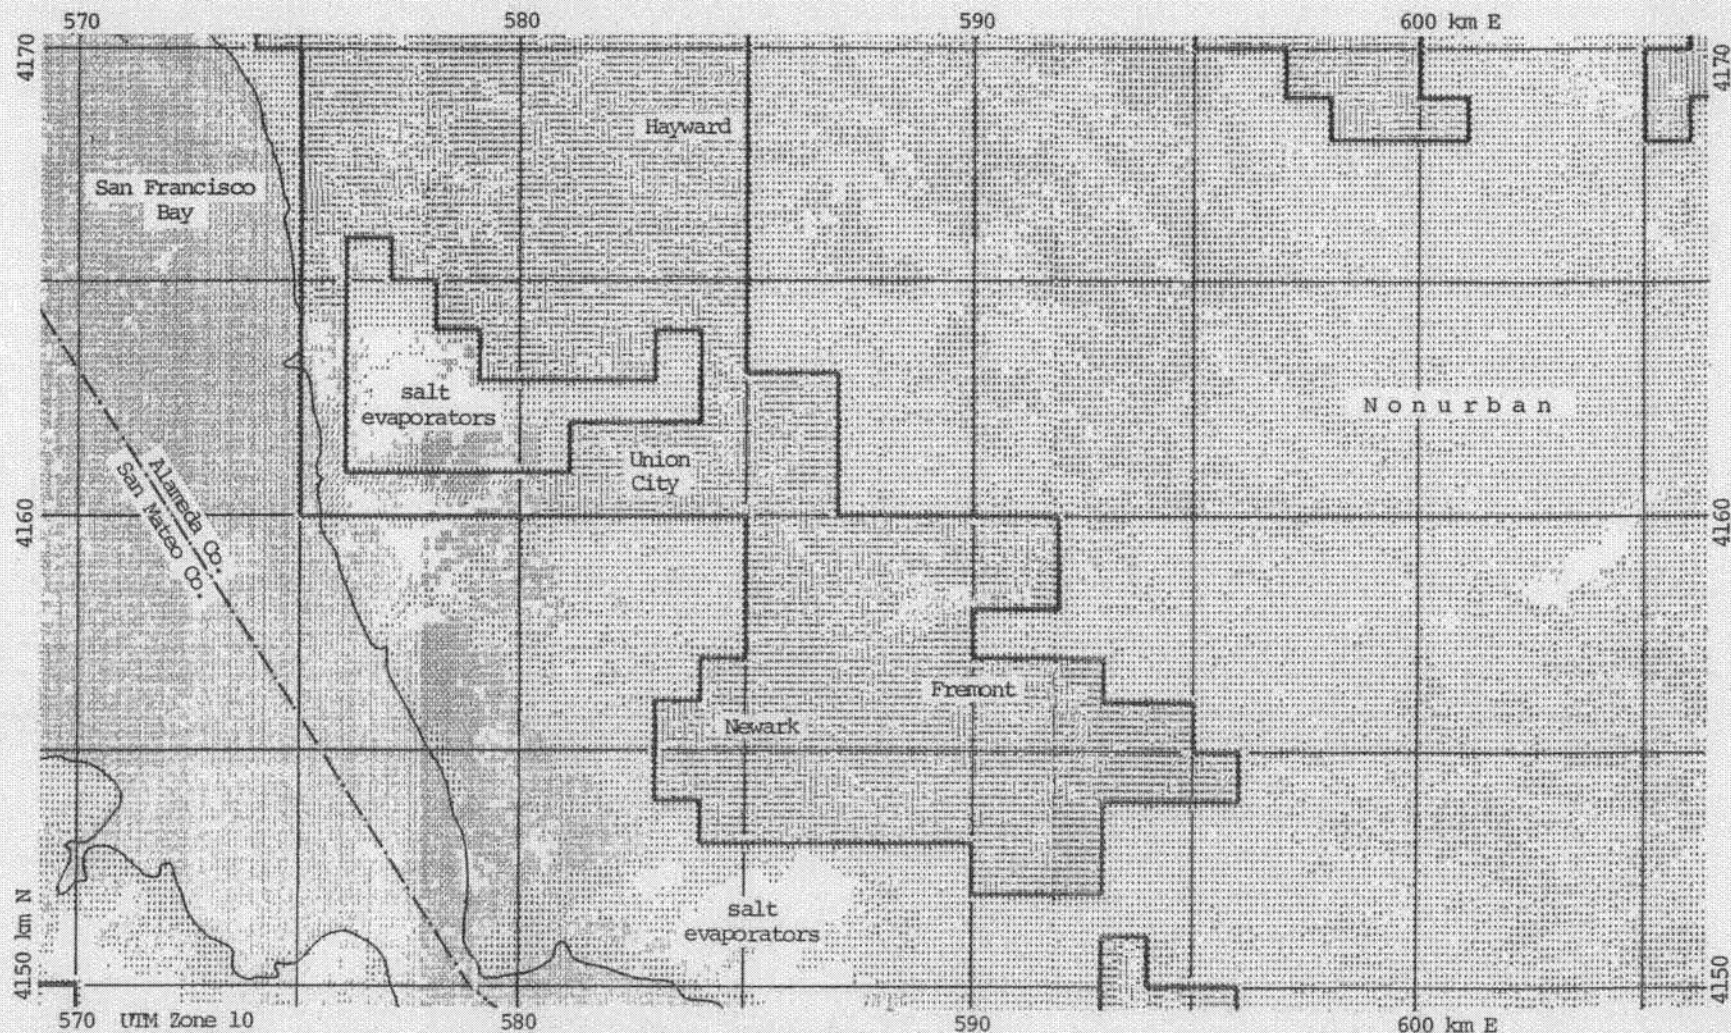 570
580
590
600 km E
4170
4170
Hayward
San Francisco
Bay
salt
evaporators
Nonurban
Union
City
Alameda Co.
San Mateo Co.
4160
4160
Fremont
Newark
salt
evaporators
4150 km N
4150
570
UTM Zone 10
580
590
600 km E